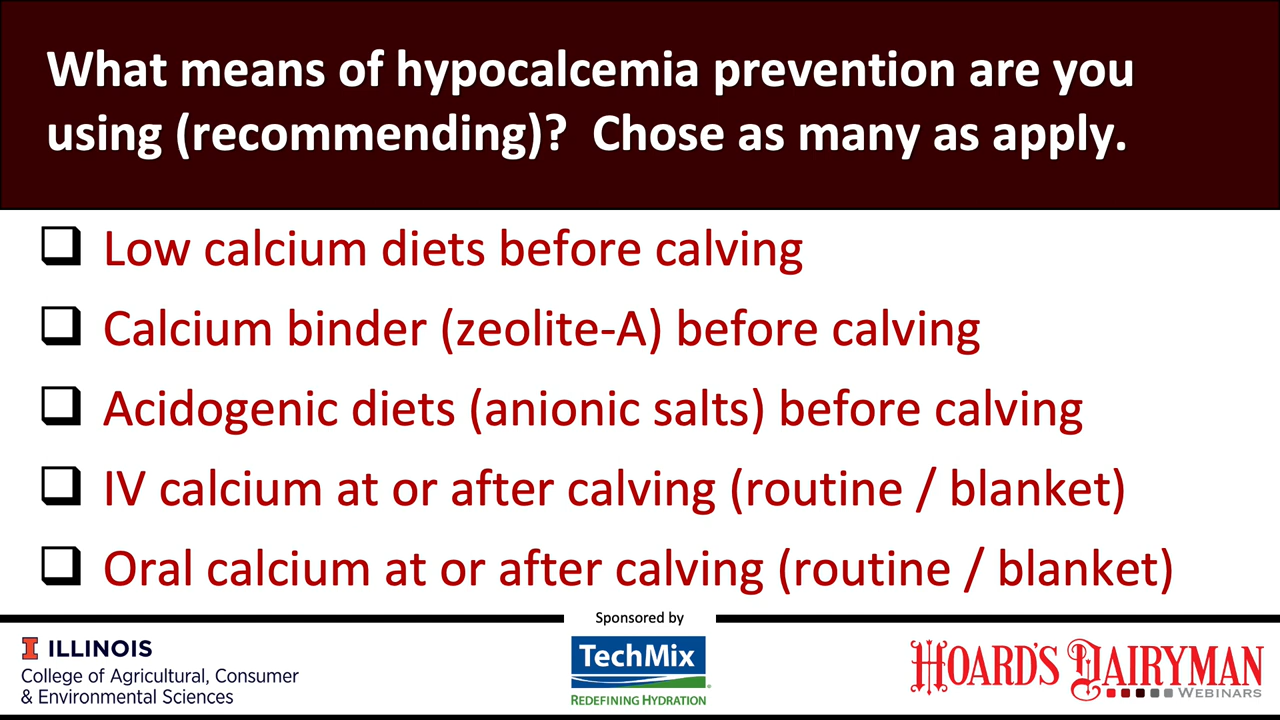 What means of hypocalcemia prevention are you
using (recommending)?  Chose as many as apply.
Low calcium diets before calving
Calcium binder (zeolite-A) before calving
Acidogenic diets (anionic salts) before calving
IV calcium at or after calving (routine / blanket)
Oral calcium at or after calving (routine / blanket)
Sponsored by
I ILLINOIS
College of Agricultural, Consumer
& Environmental Sciences
TechMix
®
REDEFINING HYDRATION
HOARD'S DAIRYMAN
WEBINARS